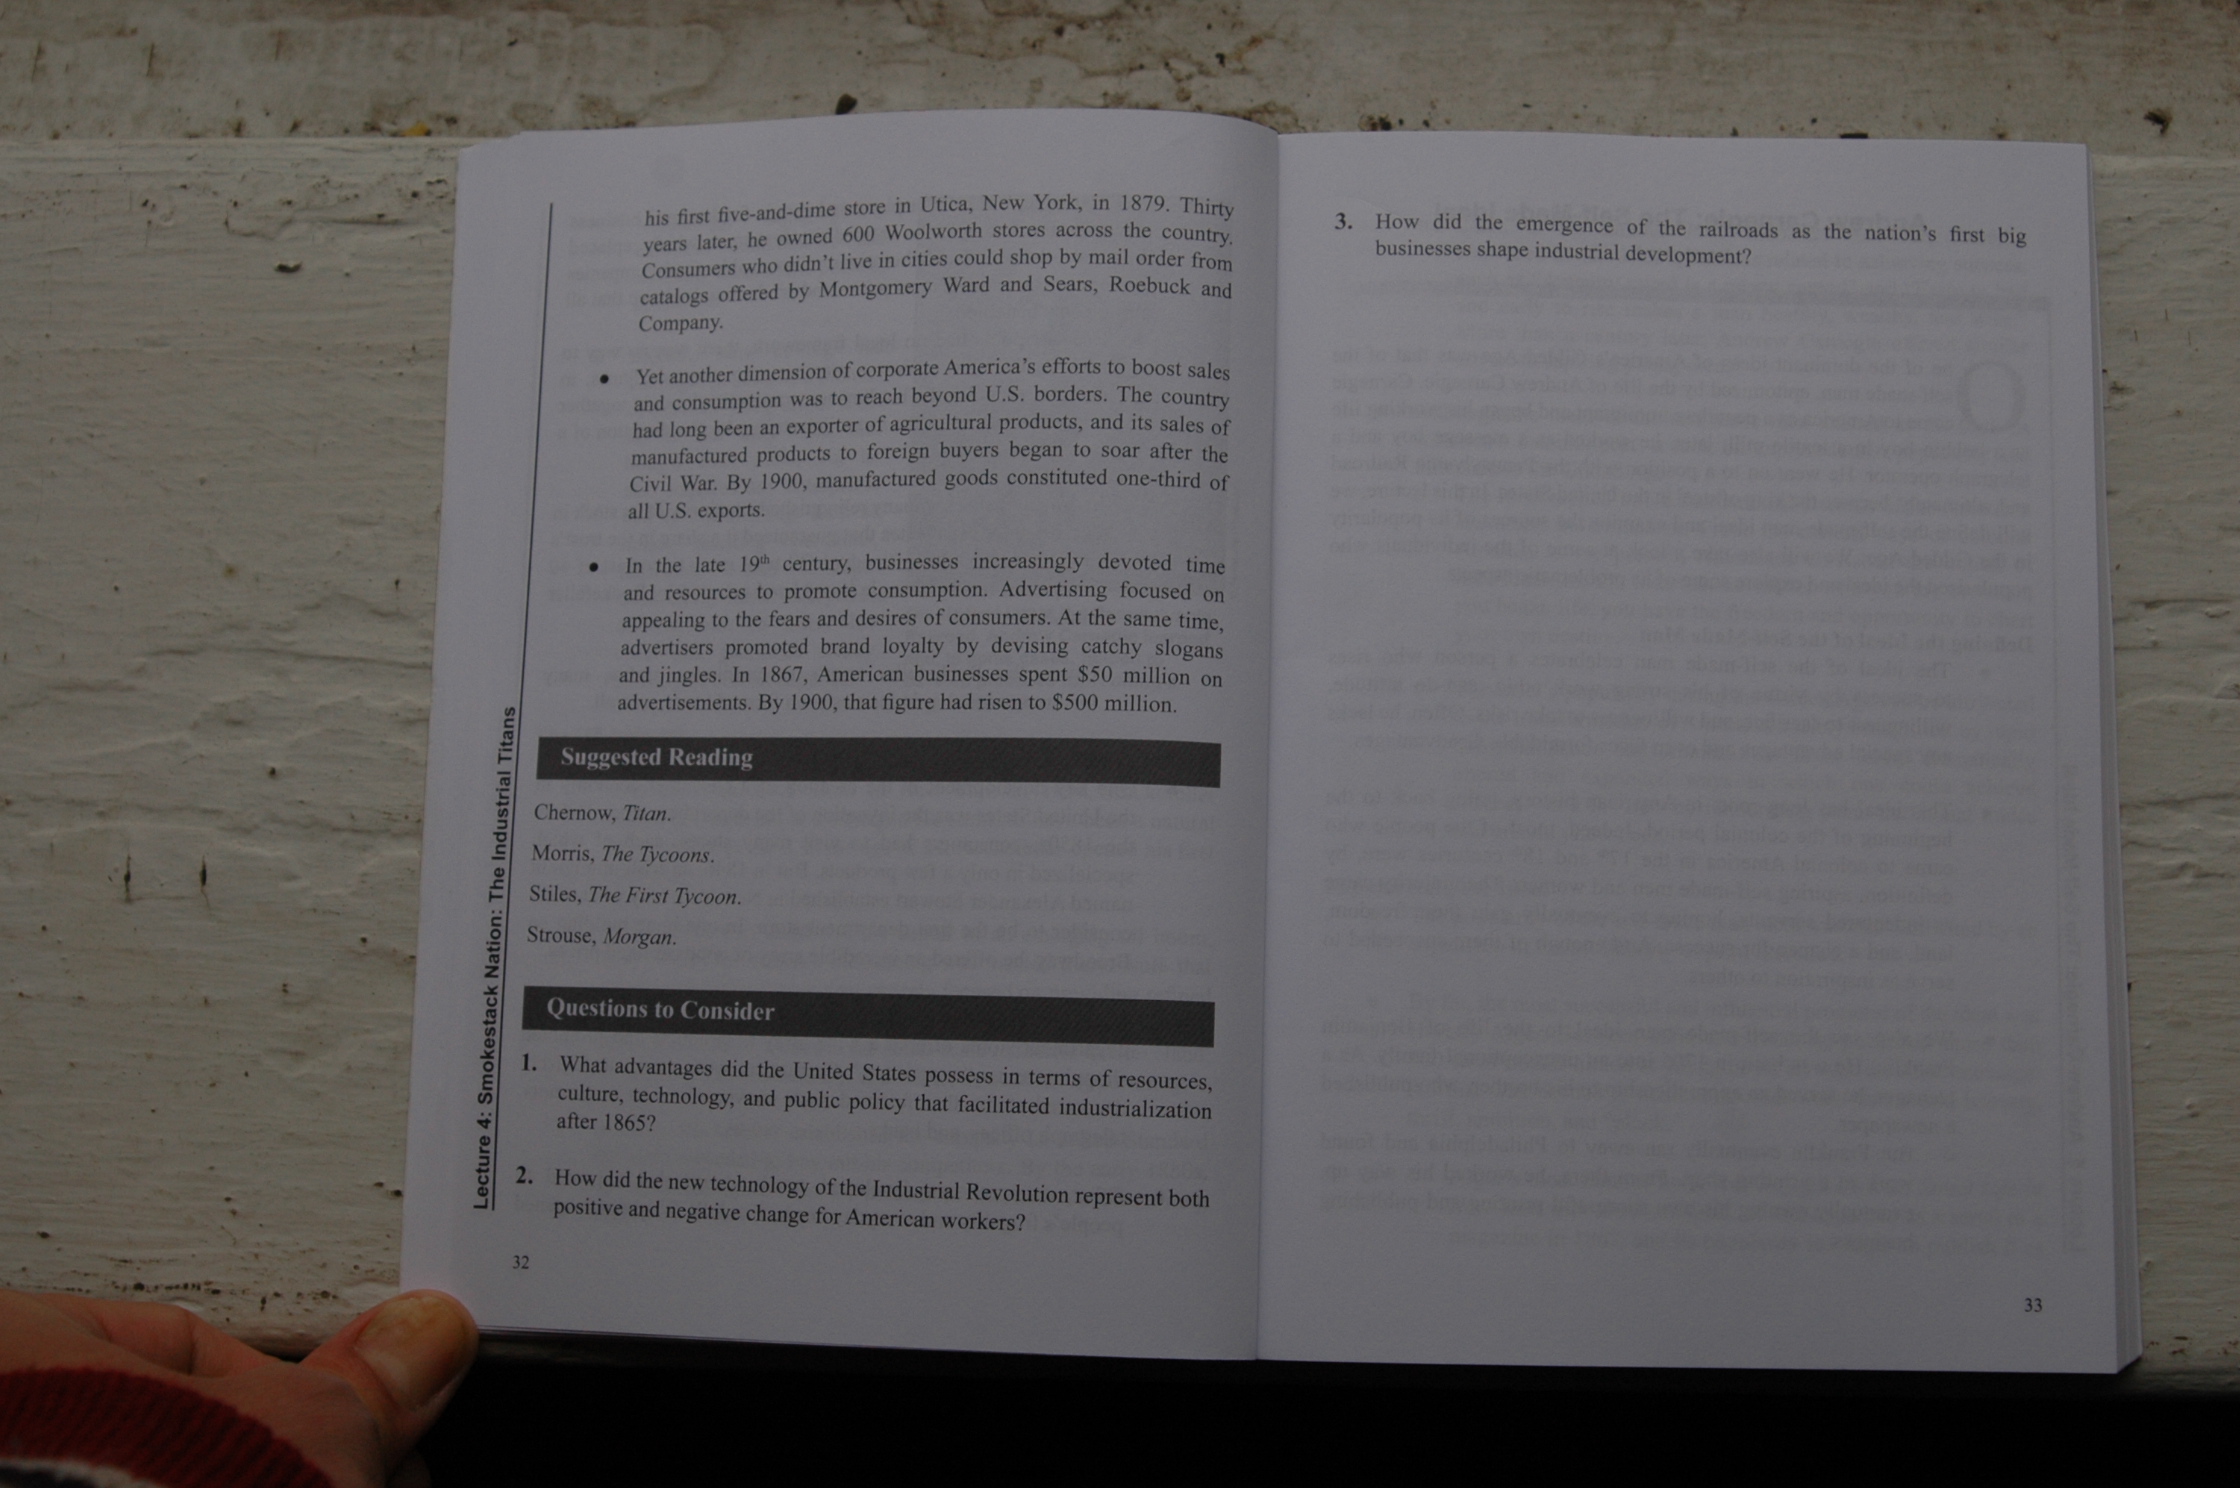 his first five-and-dime store in Utica, New York, in 1879. Thirty
years later, he owned 600 Woolworth stores across the country.
Consumers who didn't live in cities could shop by mail order from
catalogs offered by Montgomery Ward and Sears, Roebuck and
Company.
• Yet another dimension of corporate America's efforts to boost sales
and consumption was to reach beyond U.S. borders. The country
had long been an exporter of agricultural products, and its sales of
manufactured products to foreign buyers began to soar after the
Civil War. By 1900, manufactured goods constituted one-third of
all U.S. exports.
• In the late 19th century, businesses increasingly devoted time
and resources to promote consumption. Advertising focused on
appealing to the fears and desires of consumers. At the same time,
advertisers promoted brand loyalty by devising catchy slogans
and jingles. In 1867, American businesses spent $50 million on
advertisements. By 1900, that figure had risen to $500 million.
Suggested Reading
Chernow, Titan.
Morris, The Tycoons.
Stiles, The First Tycoon.
Strouse, Morgan.
Questions to Consider
1. What advantages did the United States possess in terms of resources,
culture, technology, and public policy that facilitated industrialization
after 1865?
2. How did the new technology of the Industrial Revolution represent both
positive and negative change for American workers?
Lecture 4: Smokestack Nation: The Industrial Titans
32
3. How did the emergence of the railroads as the nation's first big
businesses shape industrial development?
33